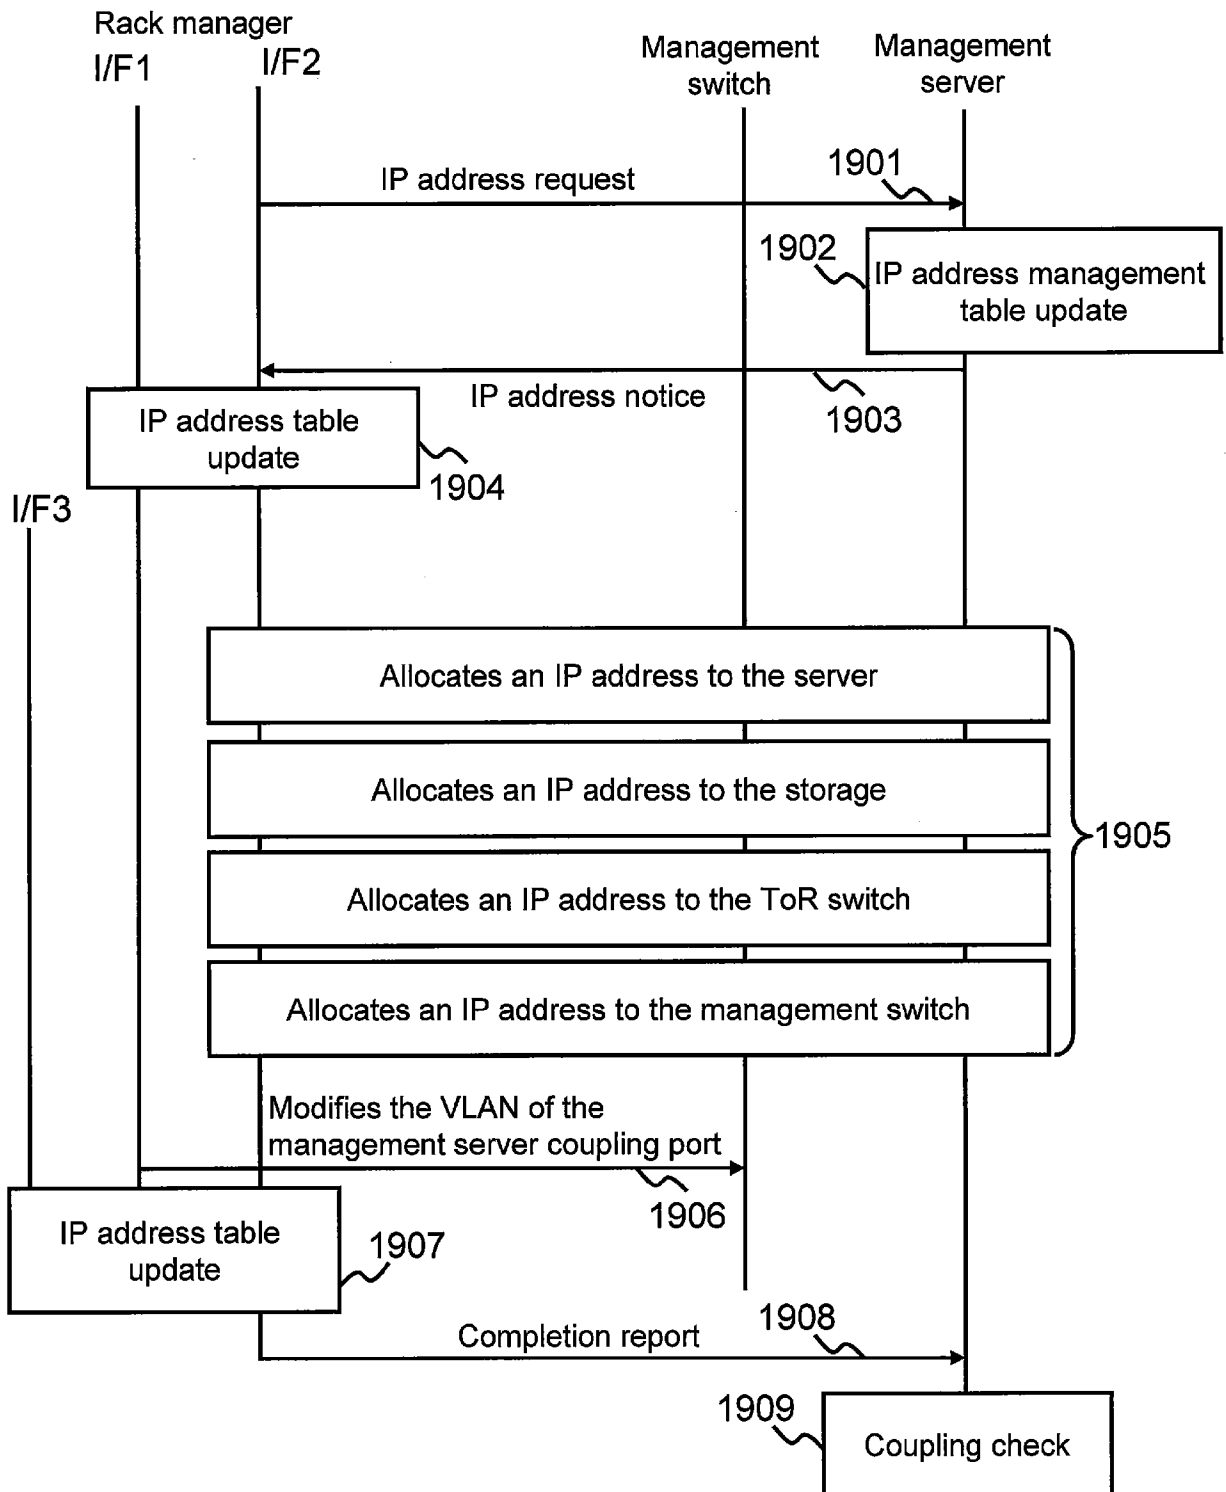 Rack manager
I/F1
I/F2
Management
switch
Management
server
IP address request
1901
1902
IP address management
table update
IP address notice
1903
IP address table
update
1904
I/F3
Allocates an IP address to the server
Allocates an IP address to the storage
1905
Allocates an IP address to the ToR switch
Allocates an IP address to the management switch
Modifies the VLAN of the
management server coupling port
1906
IP address table
update
1907
1908
Completion report
1909
Coupling check